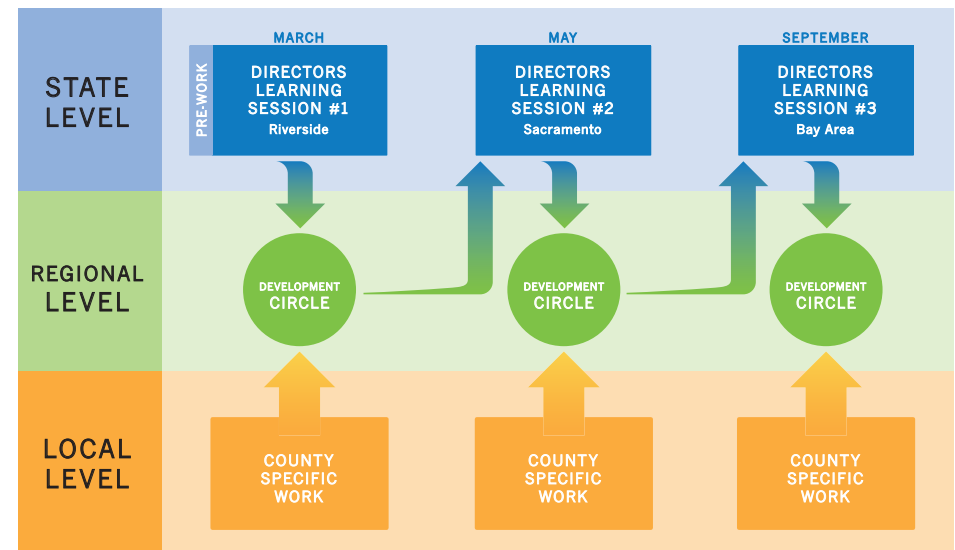 STATE
LEVEL
MARCH
PRE-WORK
DIRECTORS
LEARNING
SESSION #1
Riverside
MAY
DIRECTORS
LEARNING
SESSION #2
Sacramento
SEPTEMBER
DIRECTORS
LEARNING
SESSION #3
Bay Area
REGIONAL
LEVEL
DEVELOPMENT
CIRCLE
DEVELOPMENT
CIRCLE
DEVELOPMENT
CIRCLE
LOCAL
LEVEL
COUNTY
SPECIFIC
WORK
COUNTY
SPECIFIC
WORK
COUNTY
SPECIFIC
WORK